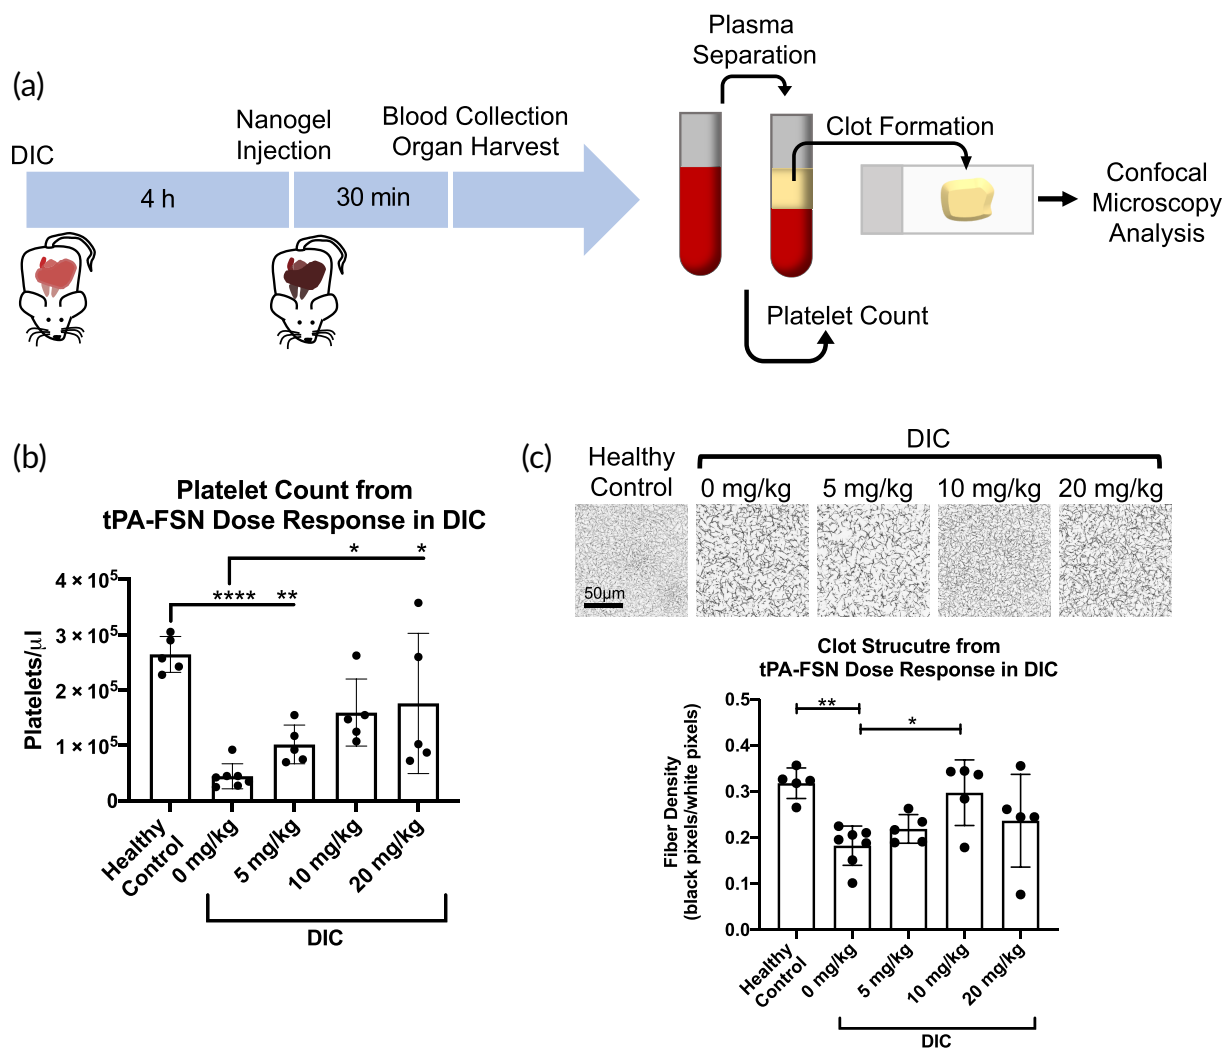 (a)
DIC
4 h
Nanogel
Injection
30 min
Blood Collection
Organ Harvest
Plasma
Separation
Clot Formation
Platelet Count
Confocal
Microscopy
Analysis
(b)
Platelet Count from
tPA-FSN Dose Response in DIC
* *
**** **
Platelets/μl
4 × 10⁵
3 × 10⁵
2 × 10⁵
1 × 10⁵
0
Healthy
Control
0 mg/kg
5 mg/kg
10 mg/kg
20 mg/kg
DIC
(c)
Healthy
Control
DIC
0 mg/kg
5 mg/kg
10 mg/kg
20 mg/kg
50μm
Clot Strucutre from
tPA-FSN Dose Response in DIC
**
*
Fiber Density
(black pixels/white pixels)
0.5
0.4
0.3
0.2
0.1
0.0
Healthy
Control
0 mg/kg
5 mg/kg
10 mg/kg
20 mg/kg
DIC